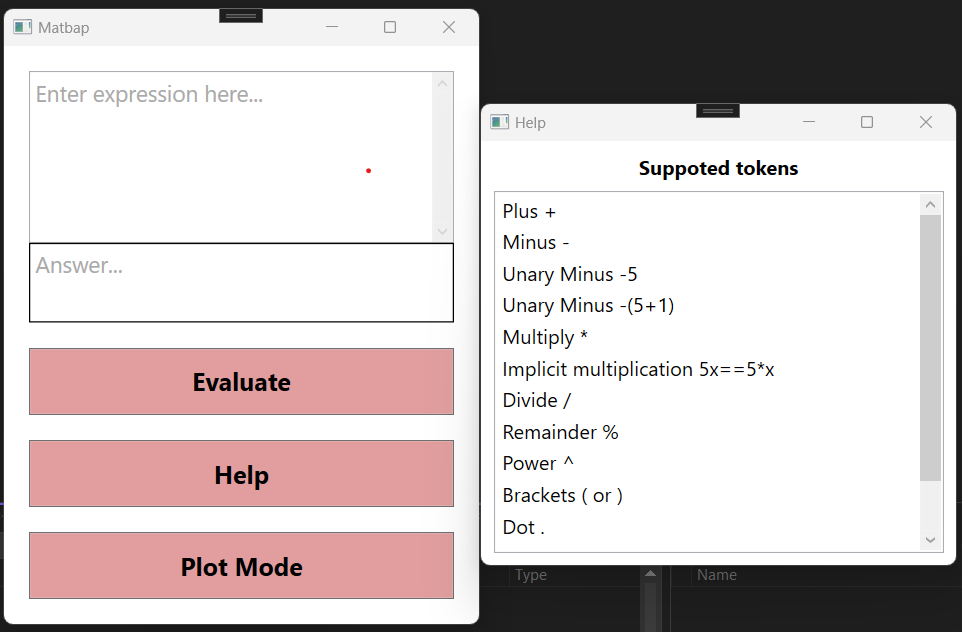 Matbap
Enter expression here...
Answer...
Evaluate
Help
Plot Mode
Help
Suppoted tokens
Plus +
Minus -
Unary Minus -5
Unary Minus -(5+1)
Multiply *
Implicit multiplication 5x==5*x
Divide /
Remainder %
Power ^
Brackets ( or )
Dot .
Type
Name